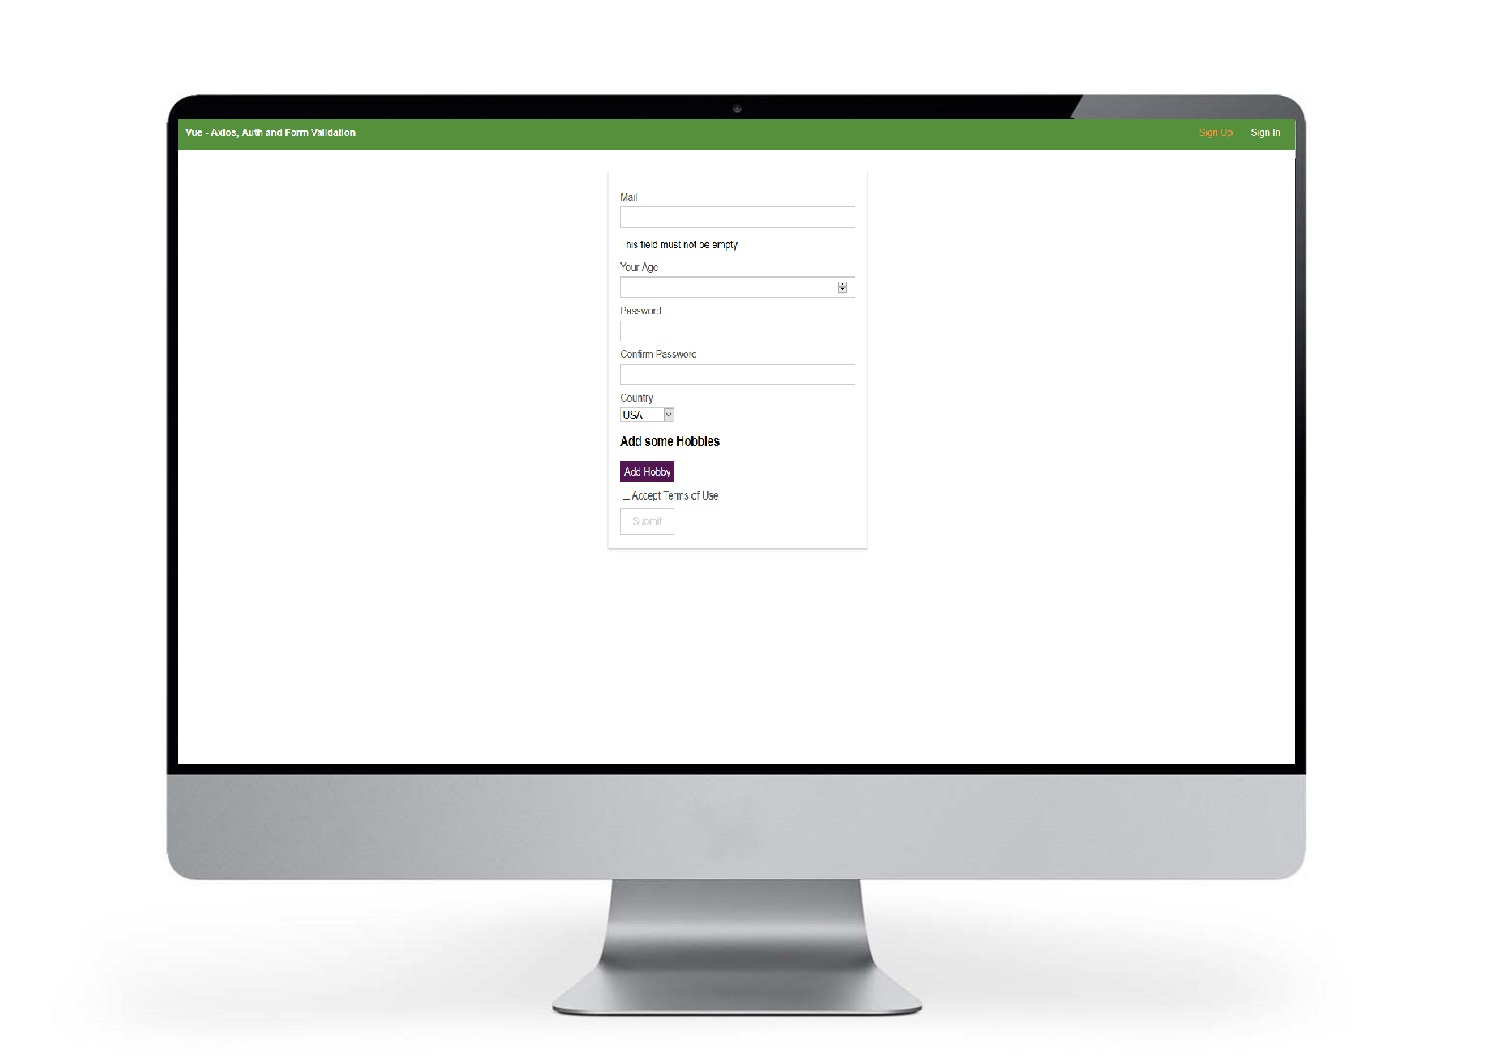 Vue - Axios, Auth and Form Validation
Sign Up
Sign In
Mail
This field must not be empty
Your Age
Password
Confirm Password
Country
USA
Add some Hobbies
Add Hobby
Accept Terms of Use
Submit